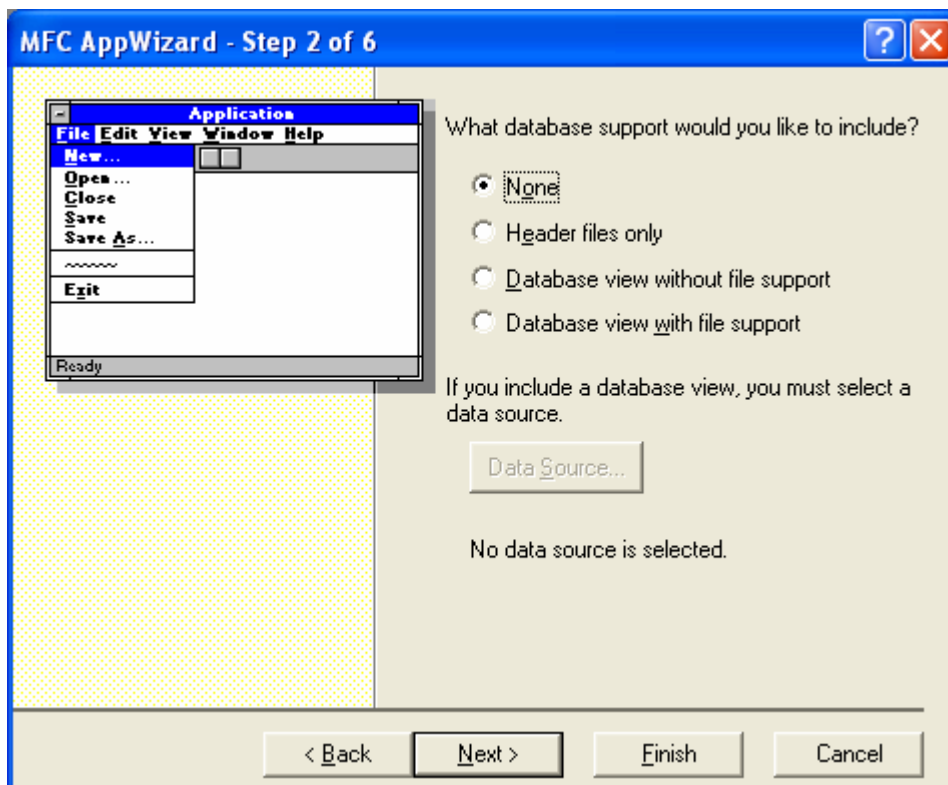 MFC AppWizard - Step 2 of 6
Application
File Edit View Window Help
New...
Open...
Close
Save
Save As...
Exit
Ready
What database support would you like to include?
None
Header files only
Database view without file support
Database view with file support
If you include a database view, you must select a
data source.
Data Source...
No data source is selected.
< Back
Next >
Finish
Cancel